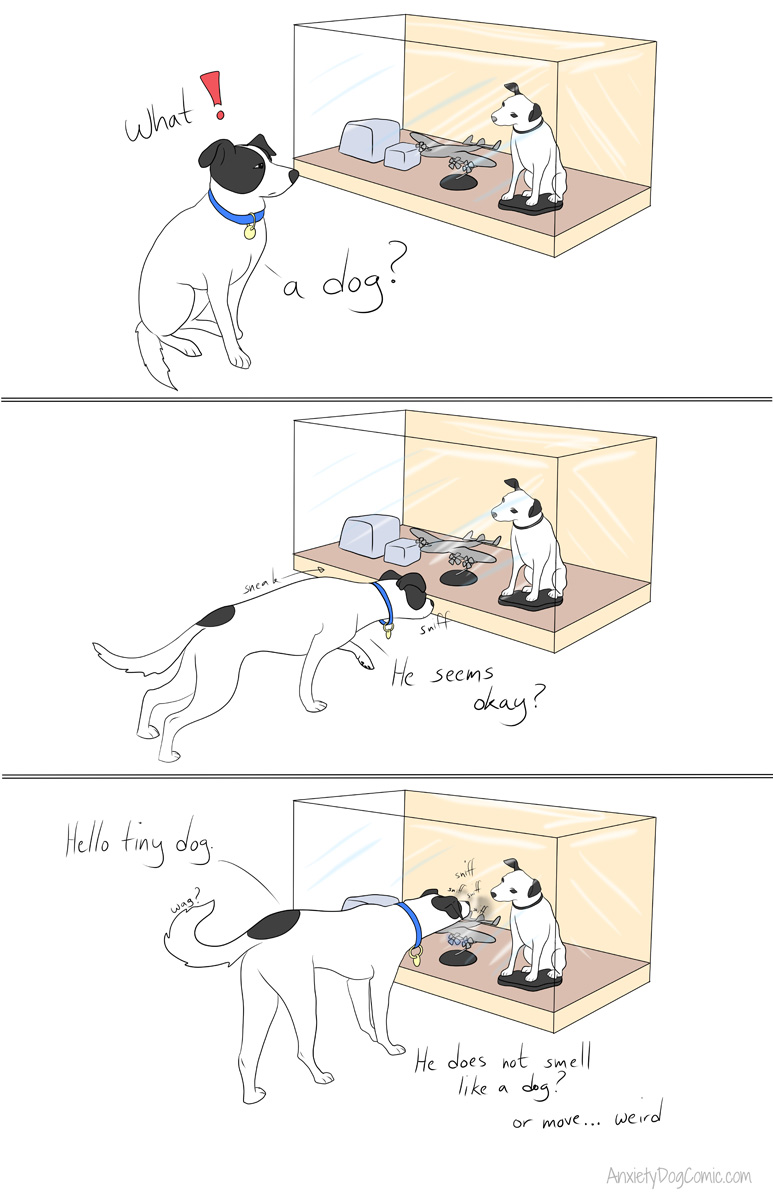 What !
a dog?
sneak
sniff
He seems
okay?
Hello tiny dog.
wag?
sniff
sniff
He does not smell
like a dog?
or move... weird
AnxietyDogComic.com